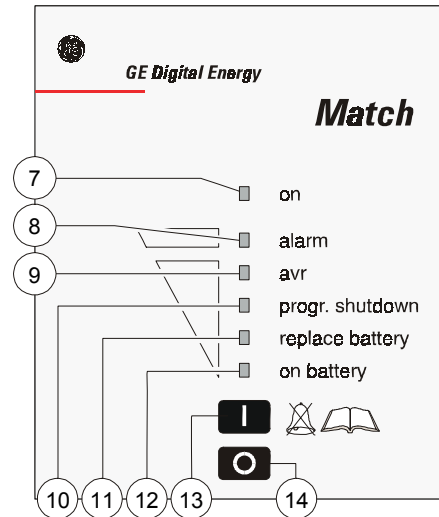 GE Digital Energy
Match
7
on
8
alarm
9
avr
progr. shutdown
replace battery
on battery
I
O
10 11 12 13 14